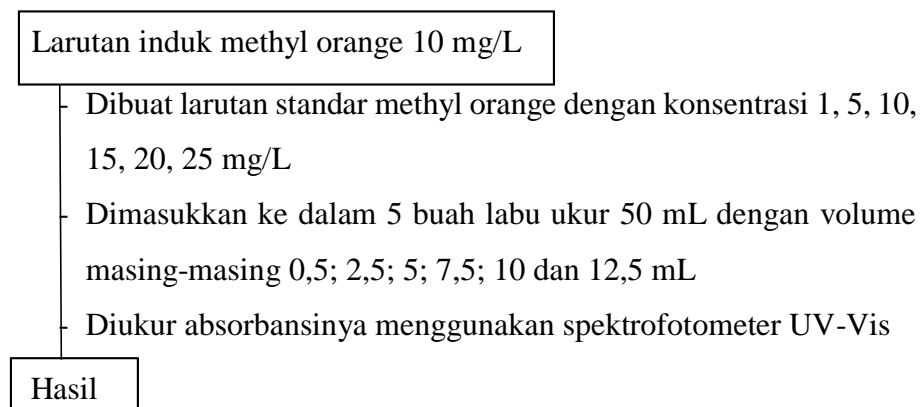 Larutan induk methyl orange 10 mg/L
- Dibuat larutan standar methyl orange dengan konsentrasi 1, 5, 10,
15, 20, 25 mg/L
- Dimasukkan ke dalam 5 buah labu ukur 50 mL dengan volume
masing-masing 0,5; 2,5; 5; 7,5; 10 dan 12,5 mL
- Diukur absorbansinya menggunakan spektrofotometer UV-Vis
Hasil